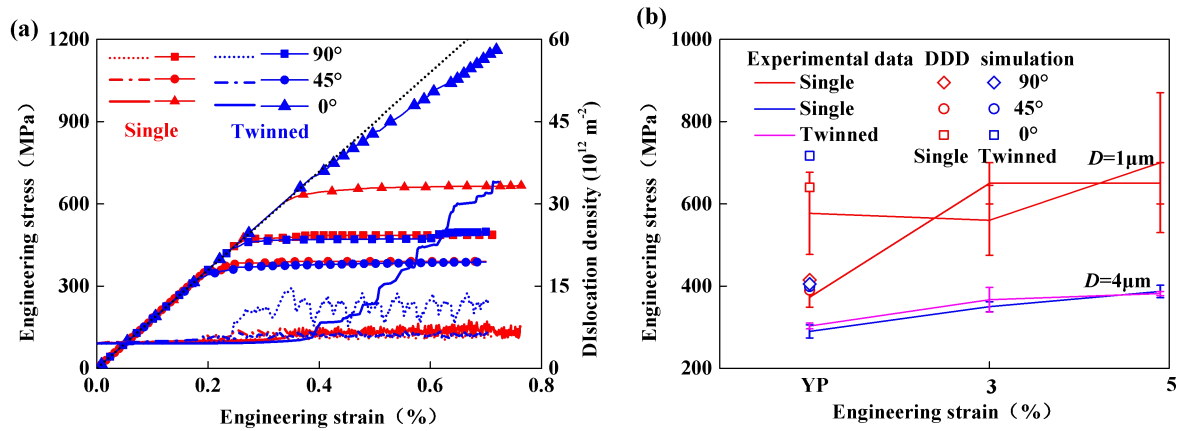 (a)
1200
900
600
300
0
Engineering stress（MPa）
0.0 0.2 0.4 0.6 0.8
Engineering strain（%）
60
45
30
15
0
Dislocation density (10¹² m⁻²)
90°
45°
0°
Single Twinned
(b)
1000
800
600
400
200
Engineering stress（MPa）
YP 3 5
Engineering strain（%）
Experimental data DDD simulation
Single 90°
Single 45°
Twinned 0°
Single Twinned
D=1μm
D=4μm